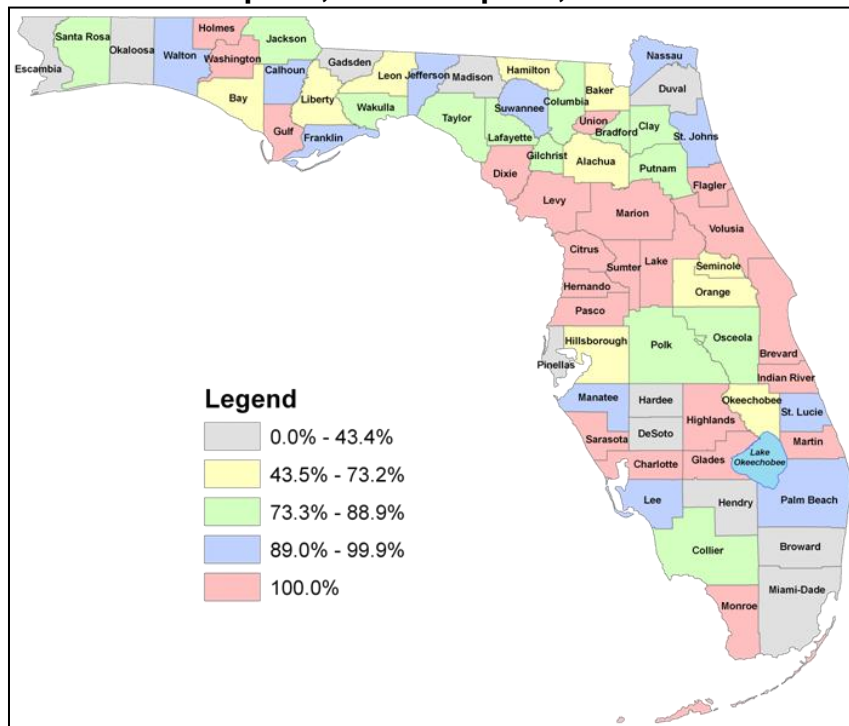 Holmes
Santa Rosa
Jackson
Okaloosa
Escambia
Walton
Washington
Calhoun
Gadsden
Leon
Jefferson
Madison
Hamilton
Nassau
Duval
Baker
Bay
Liberty
Wakulla
Gulf
Franklin
Taylor
Suwannee
Columbia
Union
Bradford
Clay
St. Johns
Lafayette
Gilchrist
Alachua
Putnam
Dixie
Flagler
Levy
Marion
Volusia
Citrus
Sumter
Lake
Seminole
Orange
Hernando
Pasco
Hillsborough
Polk
Osceola
Brevard
Pinellas
Indian River
Manatee
Hardee
Highlands
Okeechobee
St. Lucie
Sarasota
DeSoto
Martin
Charlotte
Glades
Lake
Okeechobee
Lee
Hendry
Palm Beach
Collier
Broward
Miami-Dade
Monroe
Legend
0.0% - 43.4%
43.5% - 73.2%
73.3% - 88.9%
89.0% - 99.9%
100.0%